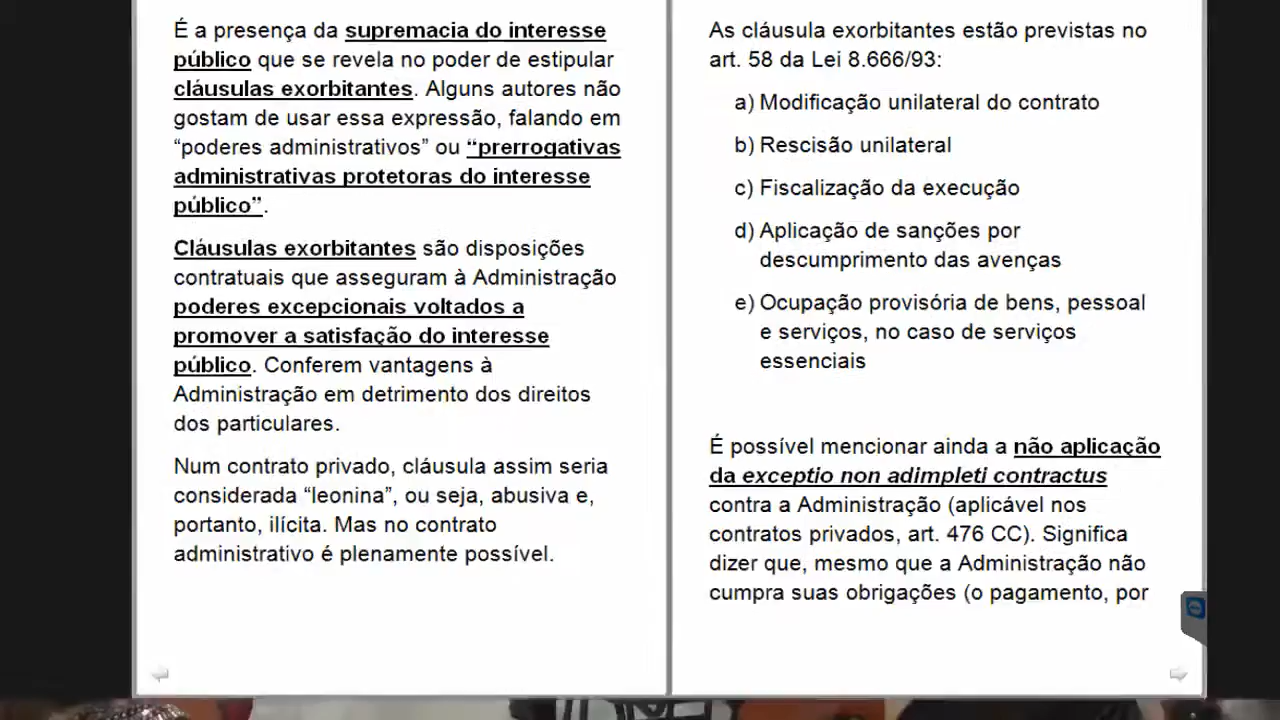 É a presença da supremacia do interesse
público que se revela no poder de estipular
cláusulas exorbitantes. Alguns autores não
gostam de usar essa expressão, falando em
“poderes administrativos” ou “prerrogativas
administrativas protetoras do interesse
público”.
Cláusulas exorbitantes são disposições
contratuais que asseguram à Administração
poderes excepcionais voltados a
promover a satisfação do interesse
público. Conferem vantagens à
Administração em detrimento dos direitos
dos particulares.
Num contrato privado, cláusula assim seria
considerada “leonina”, ou seja, abusiva e,
portanto, ilícita. Mas no contrato
administrativo é plenamente possível.
As cláusula exorbitantes estão previstas no
art. 58 da Lei 8.666/93:
a) Modificação unilateral do contrato
b) Rescisão unilateral
c) Fiscalização da execução
d) Aplicação de sanções por
descumprimento das avenças
e) Ocupação provisória de bens, pessoal
e serviços, no caso de serviços
essenciais
É possível mencionar ainda a não aplicação
da exceptio non adimpleti contractus
contra a Administração (aplicável nos
contratos privados, art. 476 CC). Significa
dizer que, mesmo que a Administração não
cumpra suas obrigações (o pagamento, por